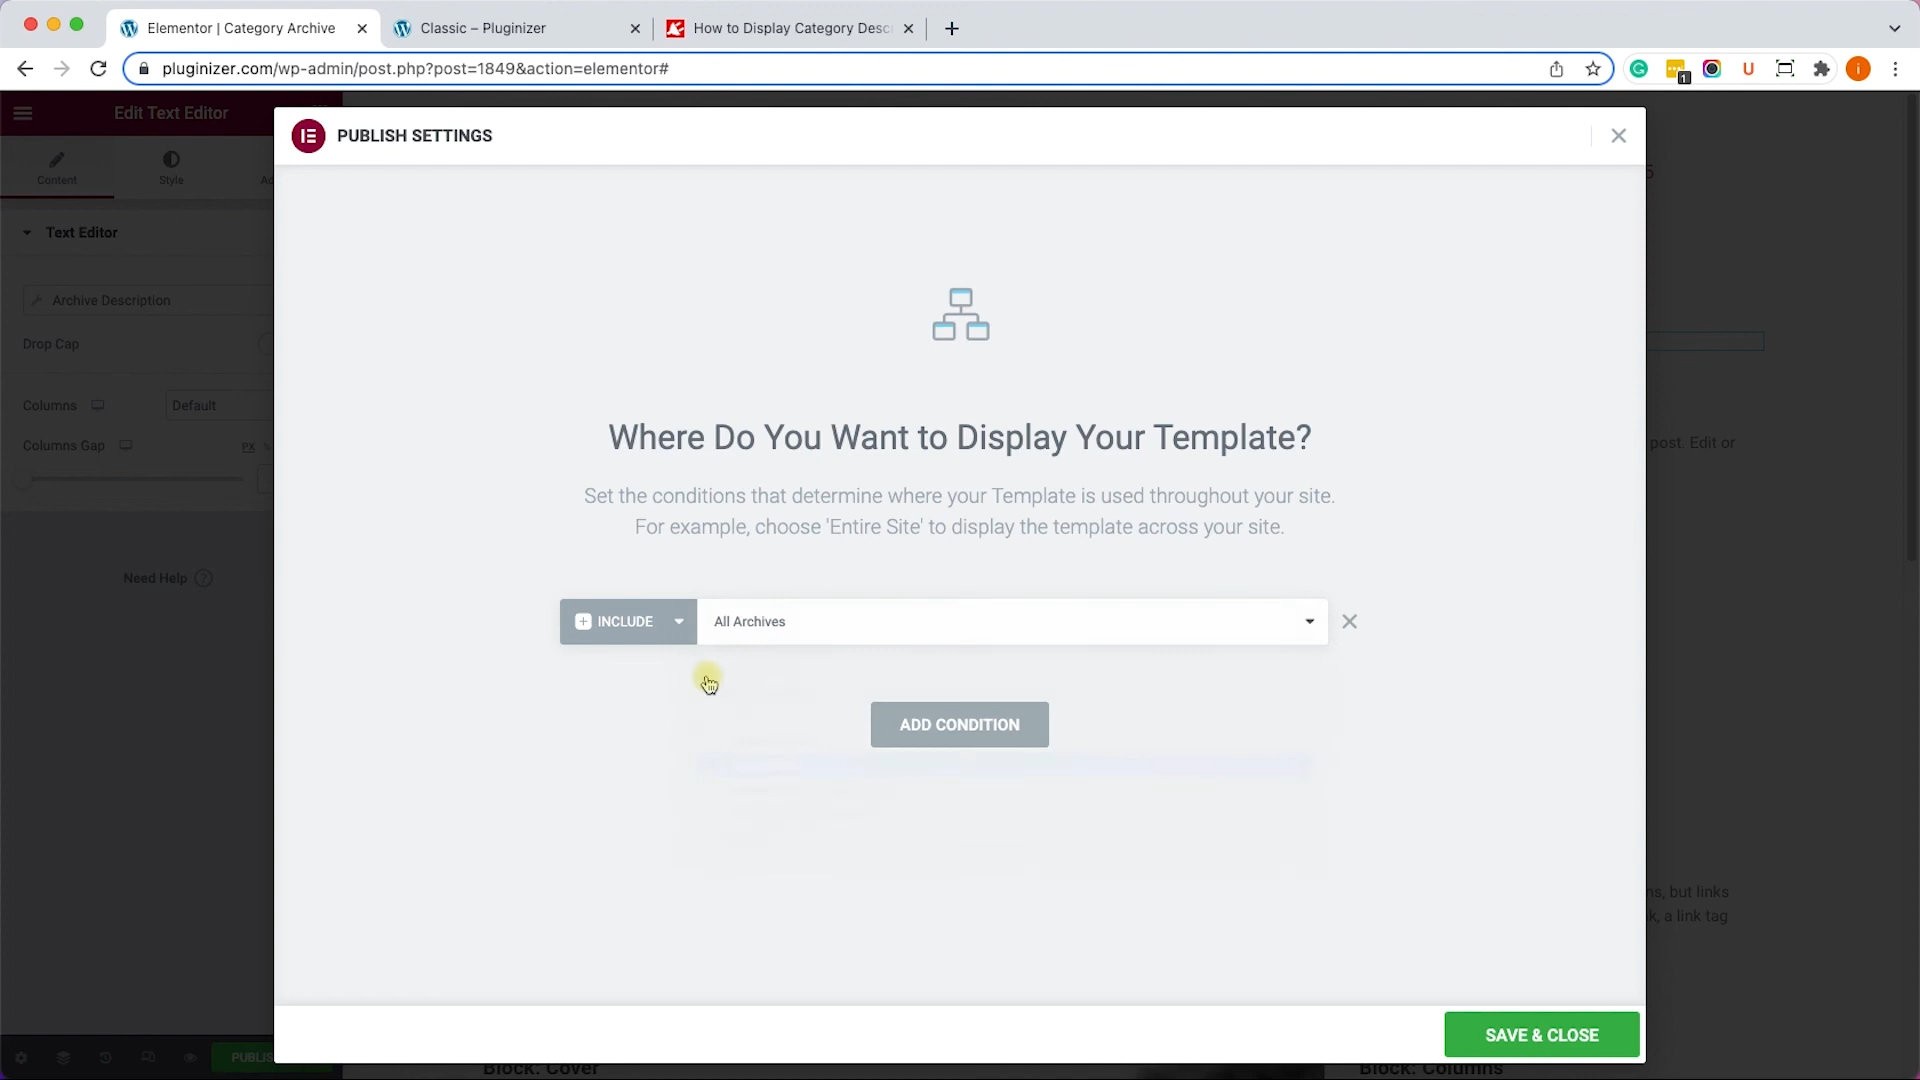 Elementor | Category Archive
Classic – Pluginizer
How to Display Category Desc
pluginizer.com/wp-admin/post.php?post=1849&action=elementor#
1
U
i
Edit Text Editor
PUBLISH SETTINGS
Content
Style
Text Editor
Archive Description
Drop Cap
Columns
Default
Columns Gap
PX
%
Need Help
?
Where Do You Want to Display Your Template?
Set the conditions that determine where your Template is used throughout your site.
For example, choose 'Entire Site' to display the template across your site.
INCLUDE
All Archives
ADD CONDITION
post. Edit or
but links
a link tag
SAVE & CLOSE
Block: Cover
Block: Columns